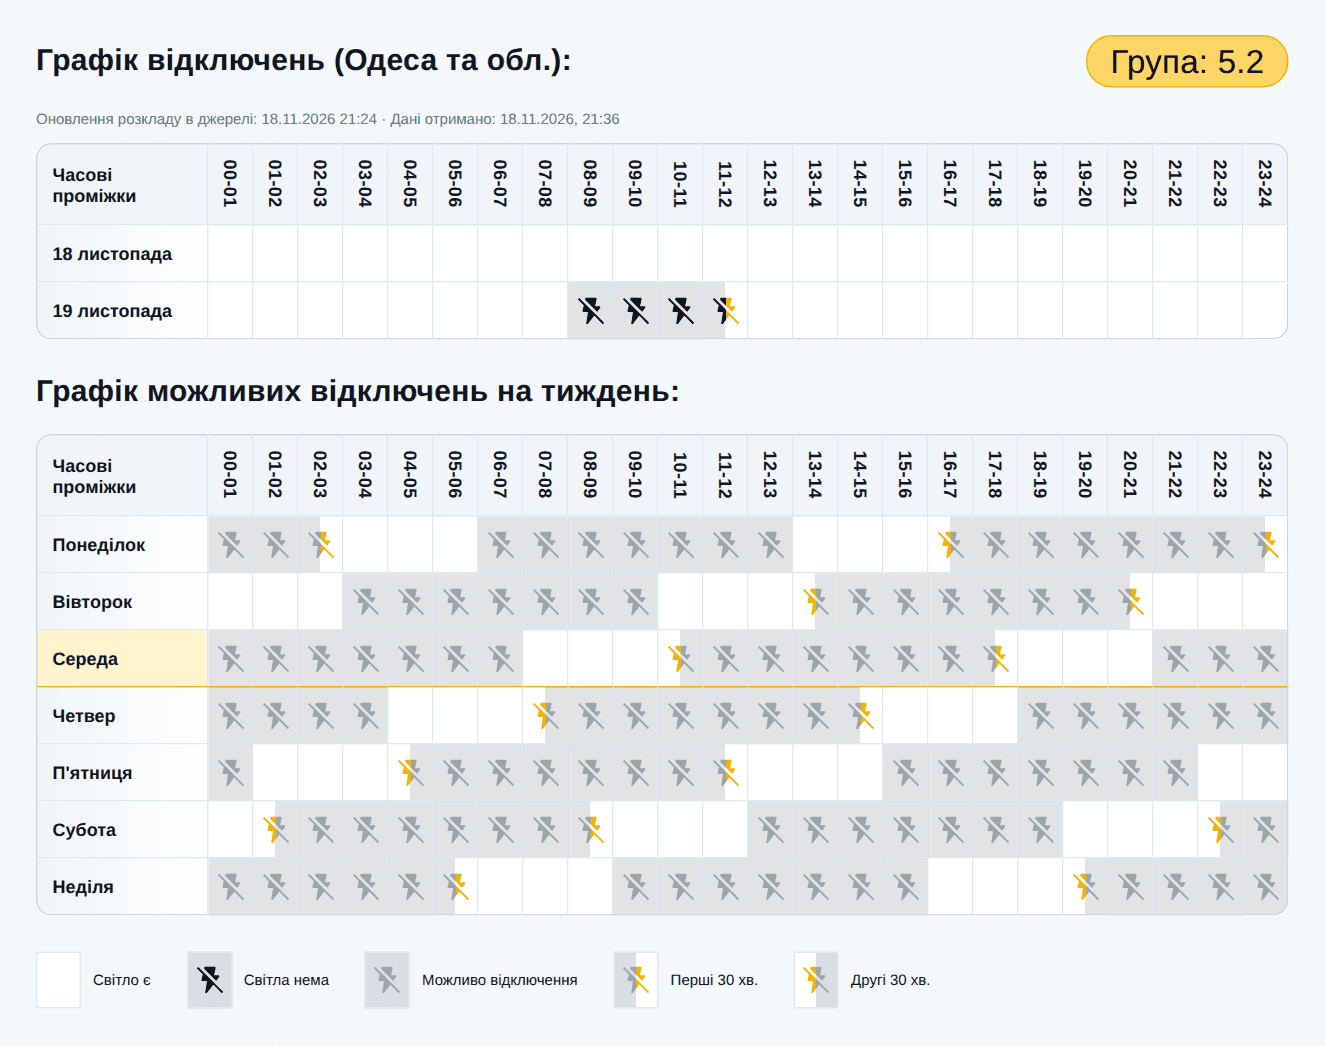 Графік відключень (Одеса та обл.):
Група: 5.2
Оновлення розкладу в джерелі: 18.11.2026 21:24 · Дані отримано: 18.11.2026, 21:36
Часові проміжки 00-01 01-02 02-03 03-04 04-05 05-06 06-07 07-08 08-09 09-10 10-11 11-12 12-13 13-14 14-15 15-16 16-17 17-18 18-19 19-20 20-21 21-22 22-23 23-24
18 листопада
19 листопада
Графік можливих відключень на тиждень:
Часові проміжки 00-01 01-02 02-03 03-04 04-05 05-06 06-07 07-08 08-09 09-10 10-11 11-12 12-13 13-14 14-15 15-16 16-17 17-18 18-19 19-20 20-21 21-22 22-23 23-24
Понеділок
Вівторок
Середа
Четвер
П'ятниця
Субота
Неділя
Світло є Світла нема Можливо відключення Перші 30 хв. Другі 30 хв.